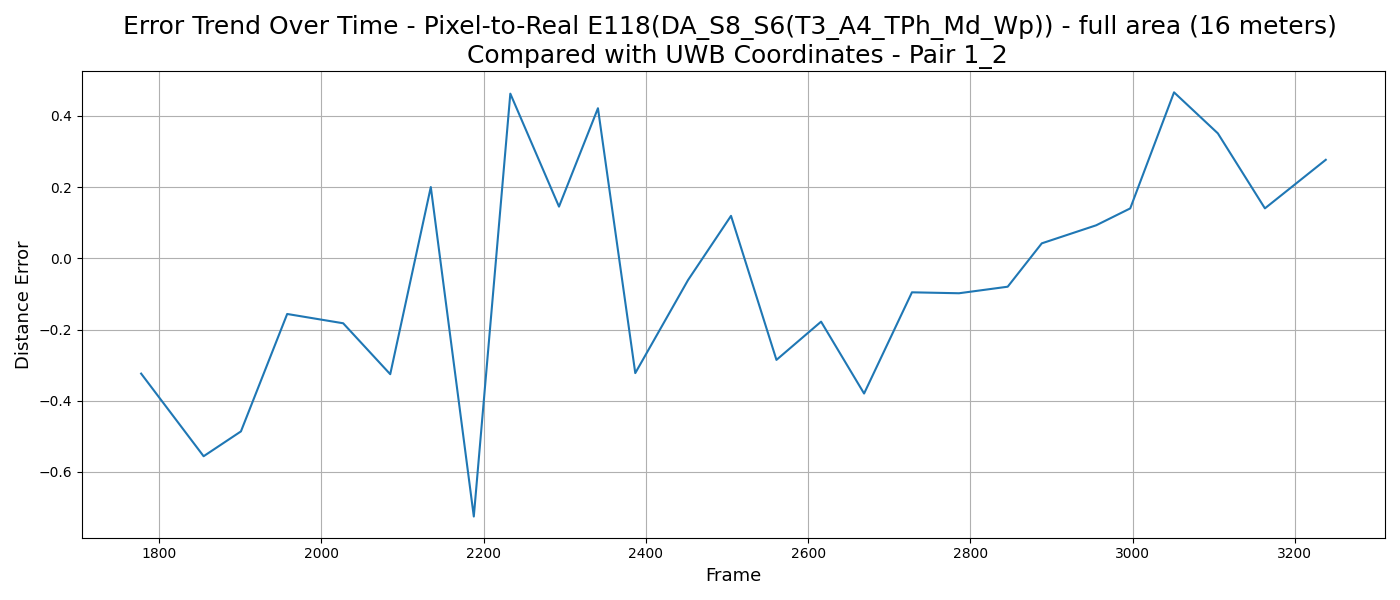 Error Trend Over Time - Pixel-to-Real E118(DA_S8_S6(T3_A4_TPh_Md_Wp)) - full area (16 meters)
Compared with UWB Coordinates - Pair 1_2
Distance Error
0.4
0.2
0.0
−0.2
−0.4
−0.6
1800 2000 2200 2400 2600 2800 3000 3200
Frame